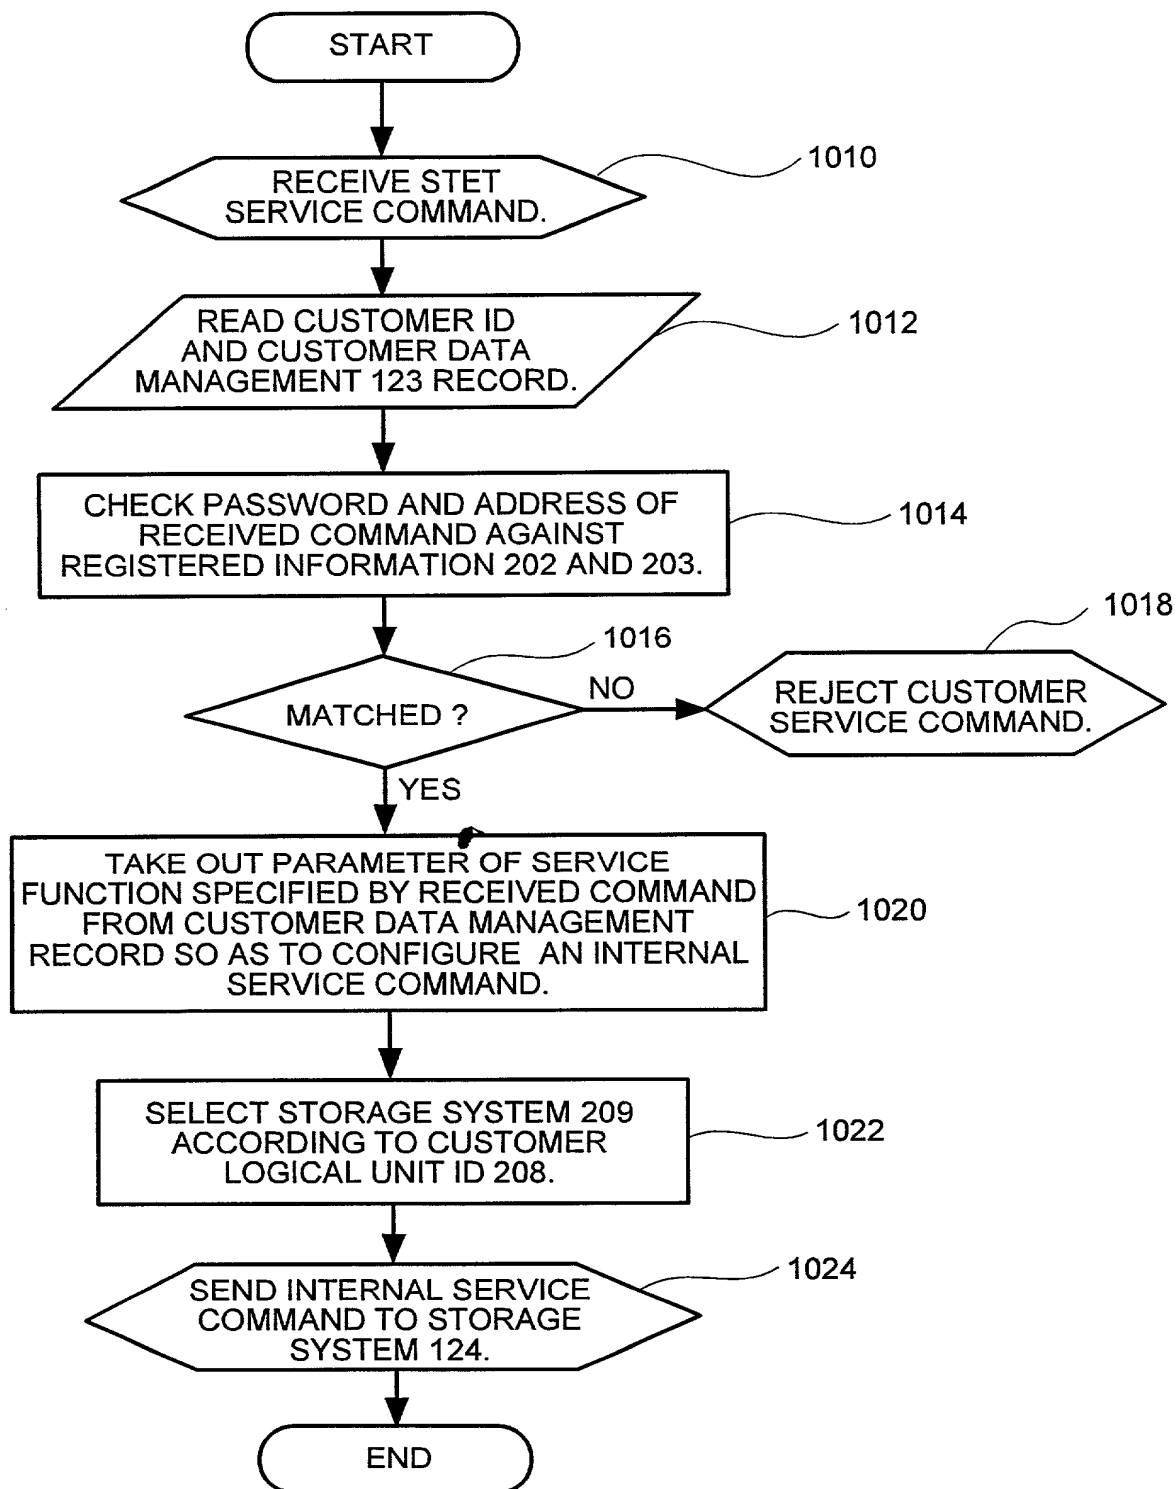 START
1010
RECEIVE STET
SERVICE COMMAND.
1012
READ CUSTOMER ID
AND CUSTOMER DATA
MANAGEMENT 123 RECORD.
1014
CHECK PASSWORD AND ADDRESS OF
RECEIVED COMMAND AGAINST
REGISTERED INFORMATION 202 AND 203.
1016
MATCHED ?
NO
1018
REJECT CUSTOMER
SERVICE COMMAND.
YES
1020
TAKE OUT PARAMETER OF SERVICE
FUNCTION SPECIFIED BY RECEIVED COMMAND
FROM CUSTOMER DATA MANAGEMENT
RECORD SO AS TO CONFIGURE AN INTERNAL
SERVICE COMMAND.
1022
SELECT STORAGE SYSTEM 209
ACCORDING TO CUSTOMER
LOGICAL UNIT ID 208.
1024
SEND INTERNAL SERVICE
COMMAND TO STORAGE
SYSTEM 124.
END